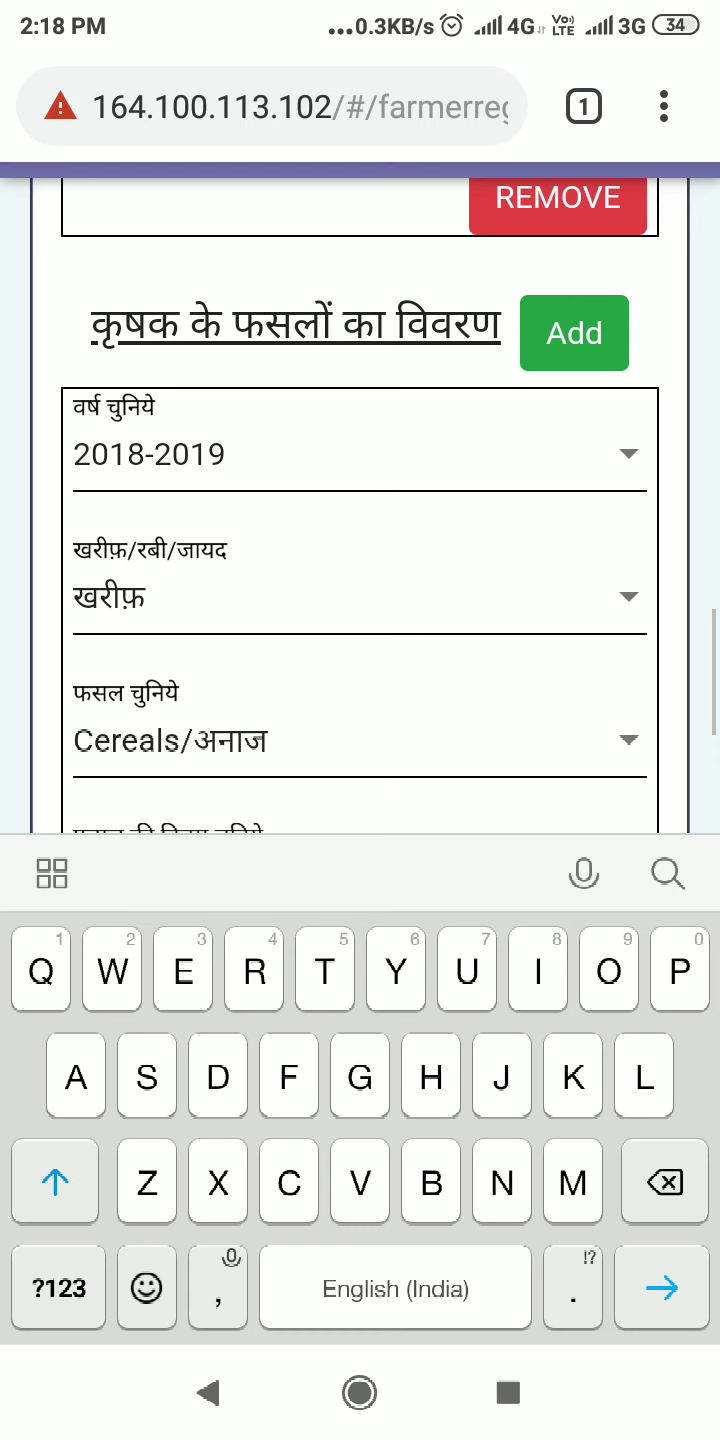 2:18 PM
...0.3KB/s 4G Vo)) LTE 3G 34
164.100.113.102/#/farmerreg
1
REMOVE
कृषक के फसलों का विवरण
Add
वर्ष चुनिये
2018-2019
खरीफ़/रबी/जायद
खरीफ़
फसल चुनिये
Cereals/अनाज
1 2 3 4 5 6 7 8 9 0
Q W E R T Y U I O P
A S D F G H J K L
Z X C V B N M
!?
?123 , English (India) .